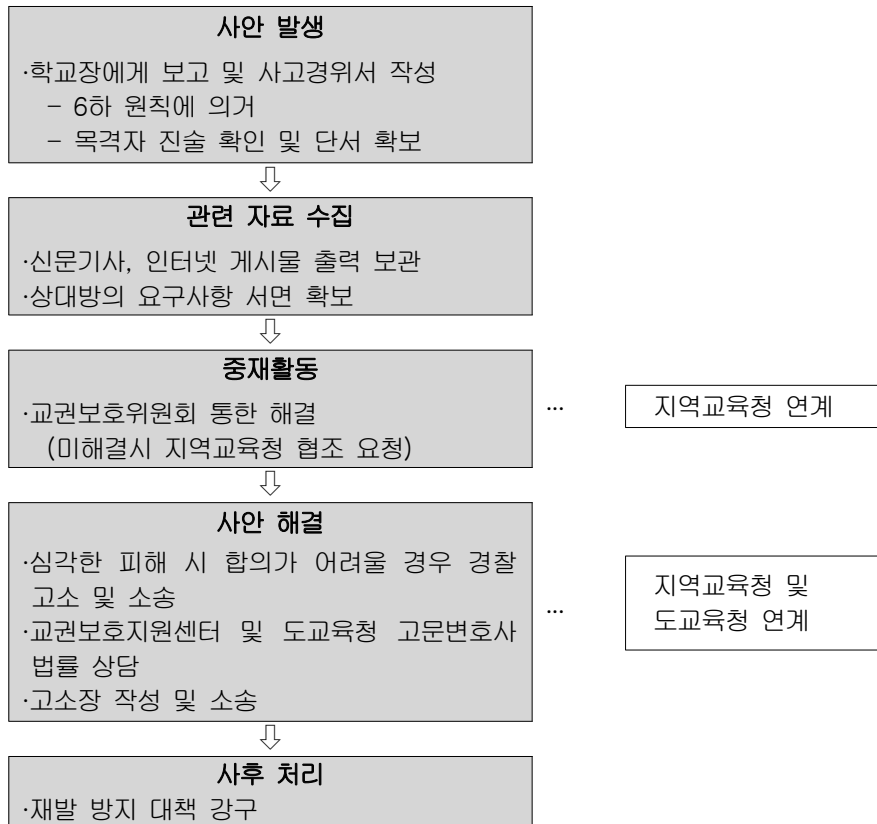 사안 발생
·학교장에게 보고 및 사고경위서 작성
- 6하 원칙에 의거
- 목격자 진술 확인 및 단서 확보
⇩
관련 자료 수집
·신문기사, 인터넷 게시물 출력 보관
·상대방의 요구사항 서면 확보
⇩
중재활동
·교권보호위원회 통한 해결
(미해결시 지역교육청 협조 요청)
...
지역교육청 연계
⇩
사안 해결
·심각한 피해 시 합의가 어려울 경우 경찰
고소 및 소송
·교권보호지원센터 및 도교육청 고문변호사
법률 상담
·고소장 작성 및 소송
...
지역교육청 및
도교육청 연계
⇩
사후 처리
·재발 방지 대책 강구